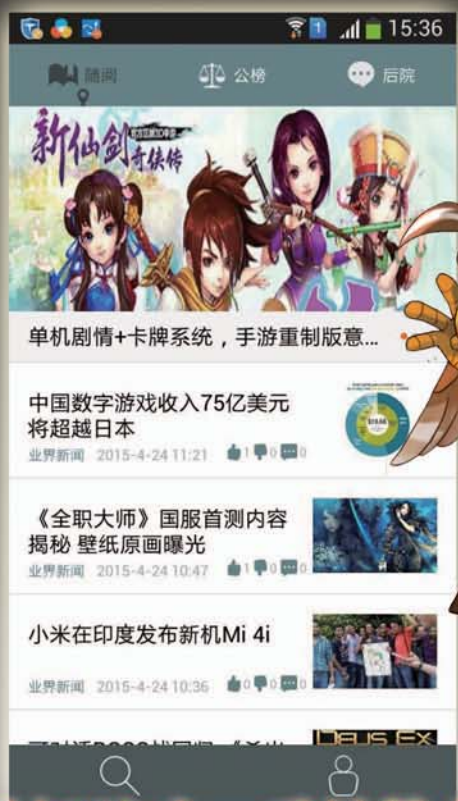 15:36
随闻 公榜 后院
新仙剑奇侠传
单机剧情+卡牌系统，手游重制版意...
中国数字游戏收入75亿美元
将超越日本
业界新闻 2015-4-24 11:21 1 0 0
《全职大师》国服首测内容
揭秘 壁纸原画曝光
业界新闻 2015-4-24 10:47 1 0 0
小米在印度发布新机Mi 4i
业界新闻 2015-4-24 10:36 0 0 0
DEUS EX